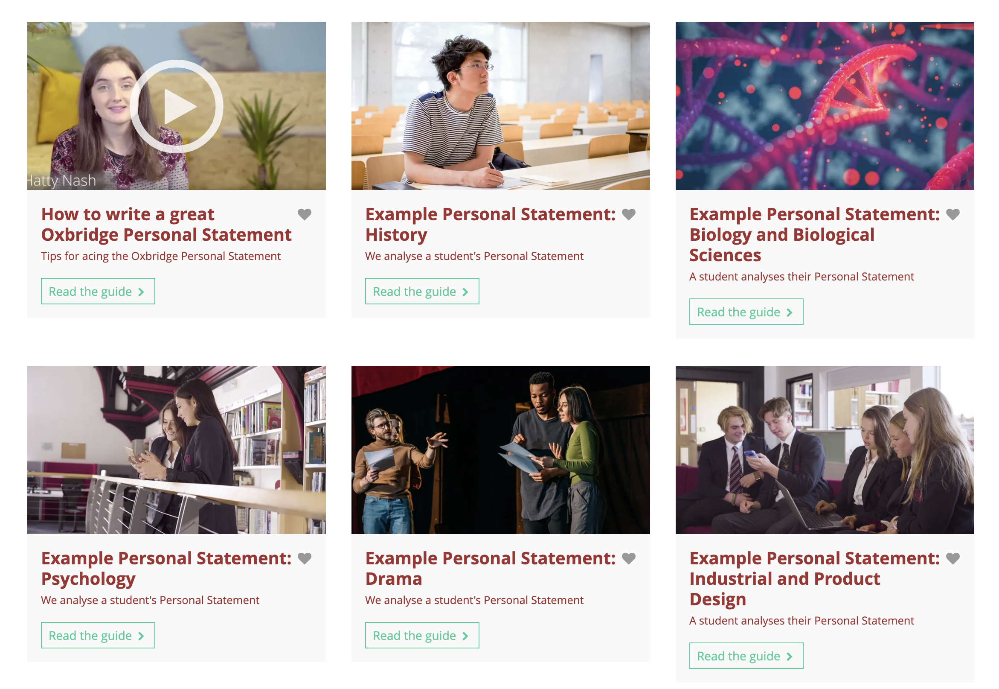 Hatty Nash
How to write a great
Oxbridge Personal Statement
Tips for acing the Oxbridge Personal Statement
Read the guide
Example Personal Statement:
History
We analyse a student's Personal Statement
Read the guide
Example Personal Statement:
Biology and Biological
Sciences
A student analyses their Personal Statement
Read the guide
Example Personal Statement:
Psychology
We analyse a student's Personal Statement
Read the guide
Example Personal Statement:
Drama
We analyse a student's Personal Statement
Read the guide
Example Personal Statement:
Industrial and Product
Design
A student analyses their Personal Statement
Read the guide